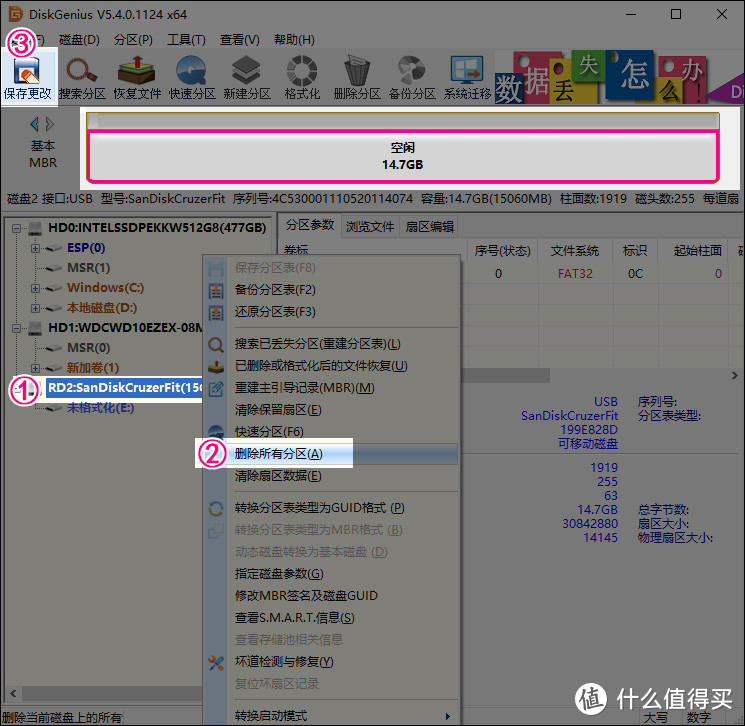 DiskGenius V5.4.0.1124 x64
磁盘(D) 分区(P) 工具(T) 查看(V) 帮助(H)
③
保存更改 搜索分区 恢复文件 快速分区 新建分区 格式化 删除分区 备份分区 系统迁移
数据丢失怎么办!
基本
MBR
空闲
14.7GB
磁盘2 接口:USB 型号:SanDiskCruzerFit 序列号:4C530001110520114074 容量:14.7GB(15060MB) 柱面数:1919 磁头数:255 每道扇
HD0:INTELSSDPEKKW512G8(477GB)
ESP(0)
MSR(1)
Windows(C:)
本地磁盘(D:)
HD1:WDCWD10EZEX-08M
MSR(0)
新加卷(1)
① RD2:SanDiskCruzerFit(15G
未格式化(E:)
分区参数 浏览文件 扇区编辑
卷标 序号(状态) 文件系统 标识 起始柱面
0 FAT32 0C 0
保存分区表(F8)
备份分区表(F2)
还原分区表(F3)
搜索已丢失分区(重建分区表)(L)
已删除或格式化后的文件恢复(U)
重建主引导记录(MBR)(M)
清除保留扇区(E)
快速分区(F6)
② 删除所有分区(A)
清除扇区数据(E)
转换分区表类型为GUID格式 (P)
转换分区表类型为MBR格式 (B)
动态磁盘转换为基本磁盘 (D)
指定磁盘参数(G)
修改MBR签名及磁盘GUID
查看S.M.A.R.T.信息(S)
查看存储池相关信息
坏道检测与修复(Y)
复位坏扇区记录
转换启动模式
USB 序列号:
SanDiskCruzerFit 分区表类型:
199E828D
可移动磁盘
1919
255
63
14.7GB 总字节数:
30842880 扇区大小:
14145 物理扇区大小:
删除当前磁盘上的所有
大写 数字
值 什么值得买